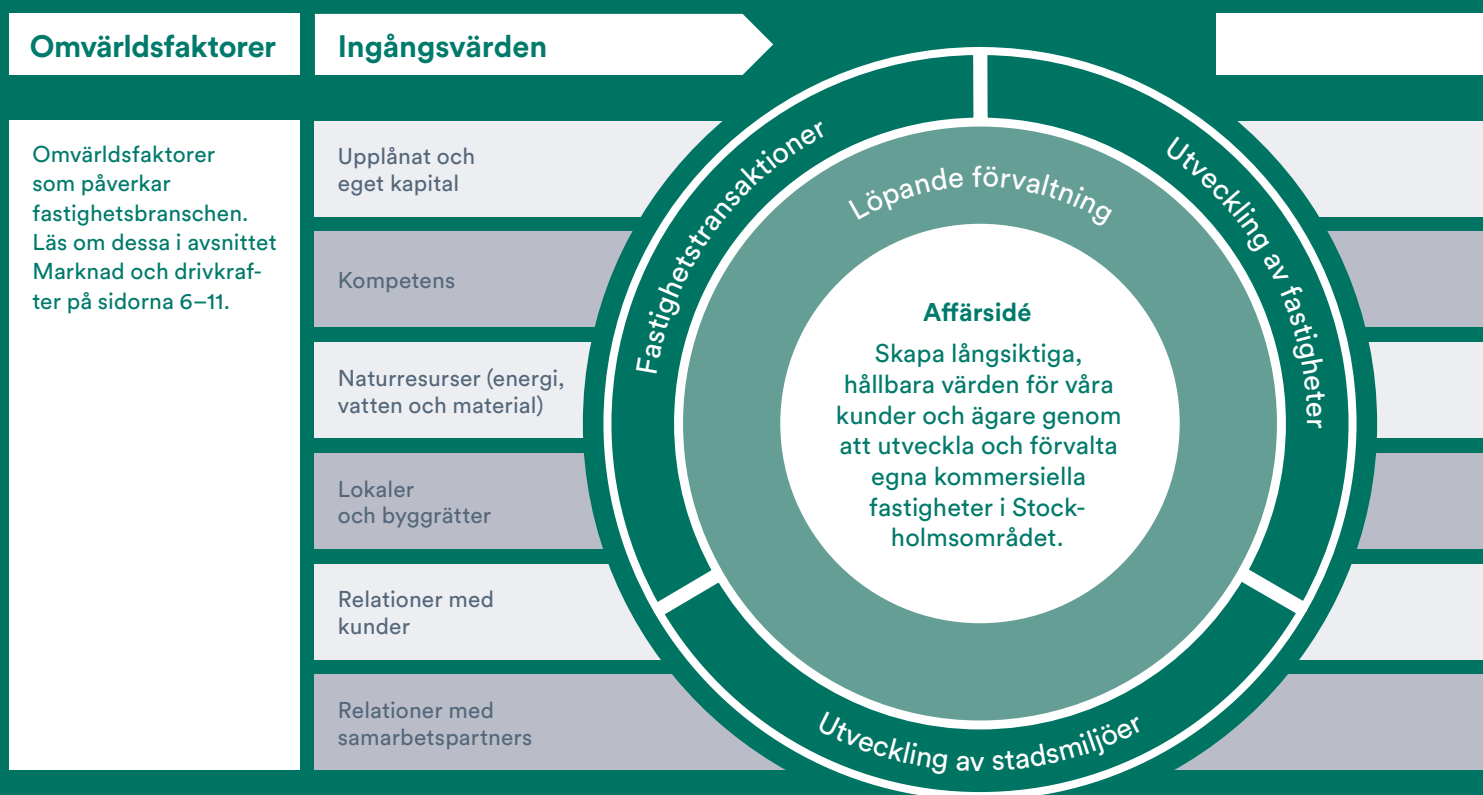 Omvärldsfaktorer
Ingångsvärden
Omvärldsfaktorer
som påverkar
fastighetsbranschen.
Läs om dessa i avsnittet
Marknad och drivkraf-
ter på sidorna 6–11.
Upplånat och
eget kapital
Kompetens
Naturresurser (energi,
vatten och material)
Lokaler
och byggrätter
Relationer med
kunder
Relationer med
samarbetspartners
Fastighetstransaktioner
Utveckling av fastigheter
Utveckling av stadsmiljöer
Löpande förvaltning
Affärsidé
Skapa långsiktiga,
hållbara värden för våra
kunder och ägare genom
att utveckla och förvalta
egna kommersiella
fastigheter i Stock-
holmsområdet.